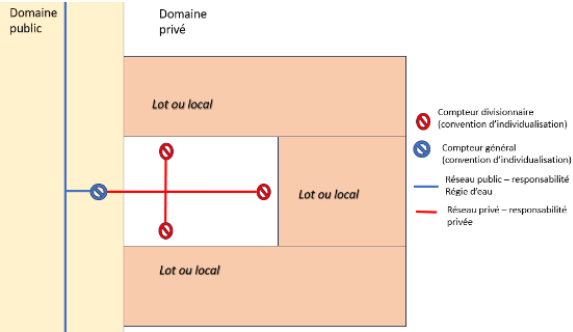 Domaine
public
Domaine
privé
Lot ou local
Lot ou local
Lot ou local
Compteur divisionnaire
(convention d'individualisation)
Compteur général
(convention d'individualisation)
Réseau public – responsabilité
Régie d'eau
Réseau privé – responsabilité
privée